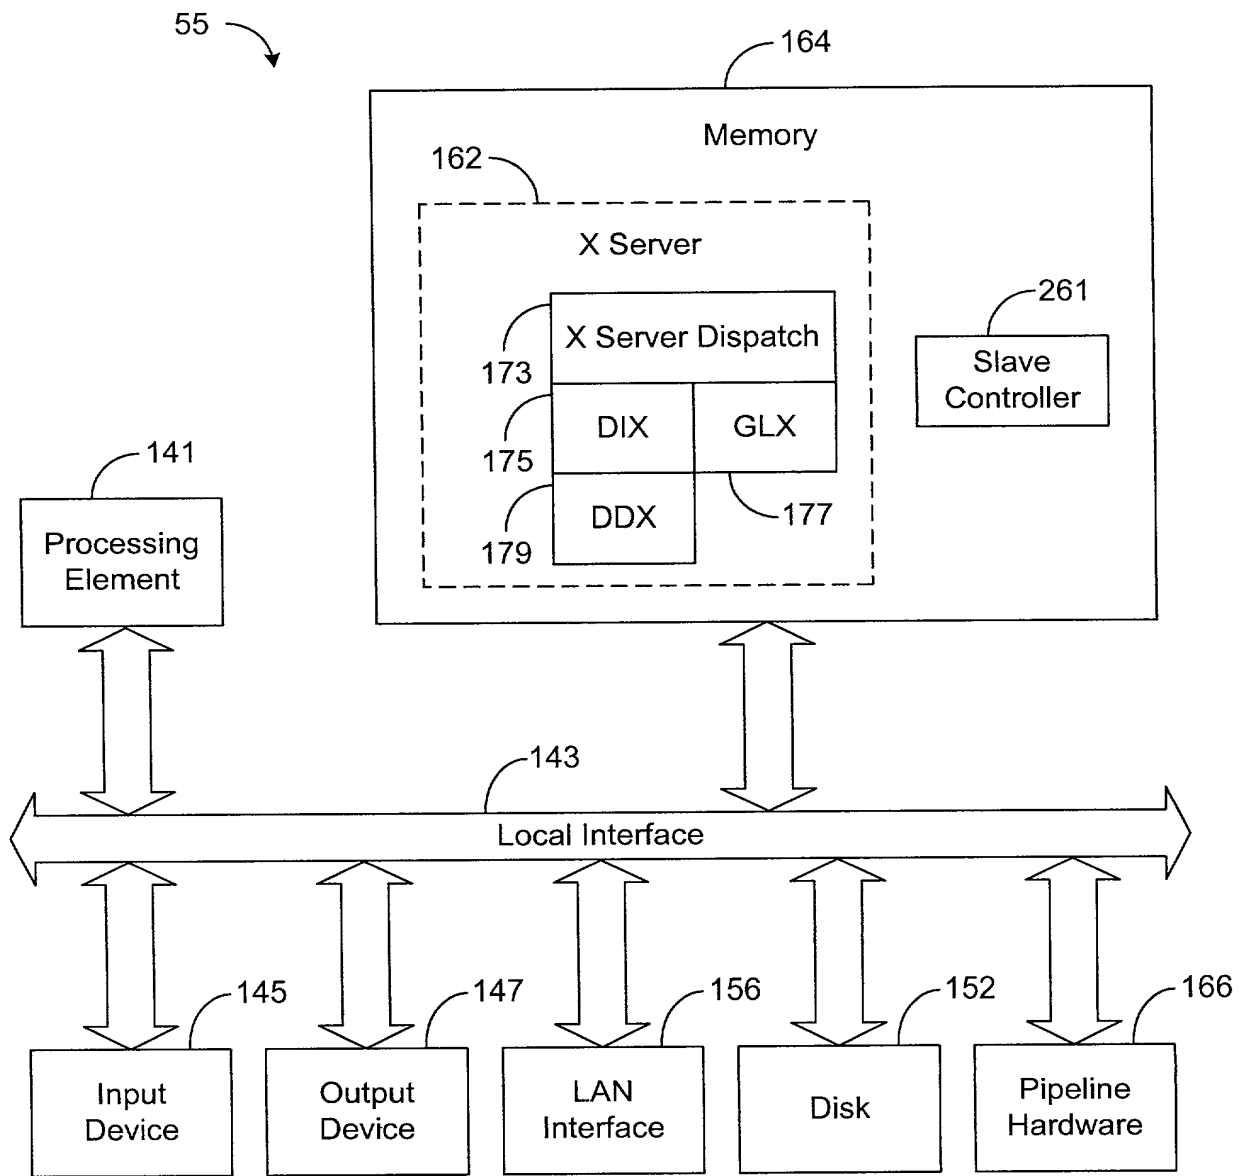 55
164
Memory
162
X Server
261
X Server Dispatch
173
Slave
Controller
DIX
GLX
175
141
DDX
177
179
Processing
Element
143
Local Interface
145
147
156
152
166
Input
Device
Output
Device
LAN
Interface
Disk
Pipeline
Hardware